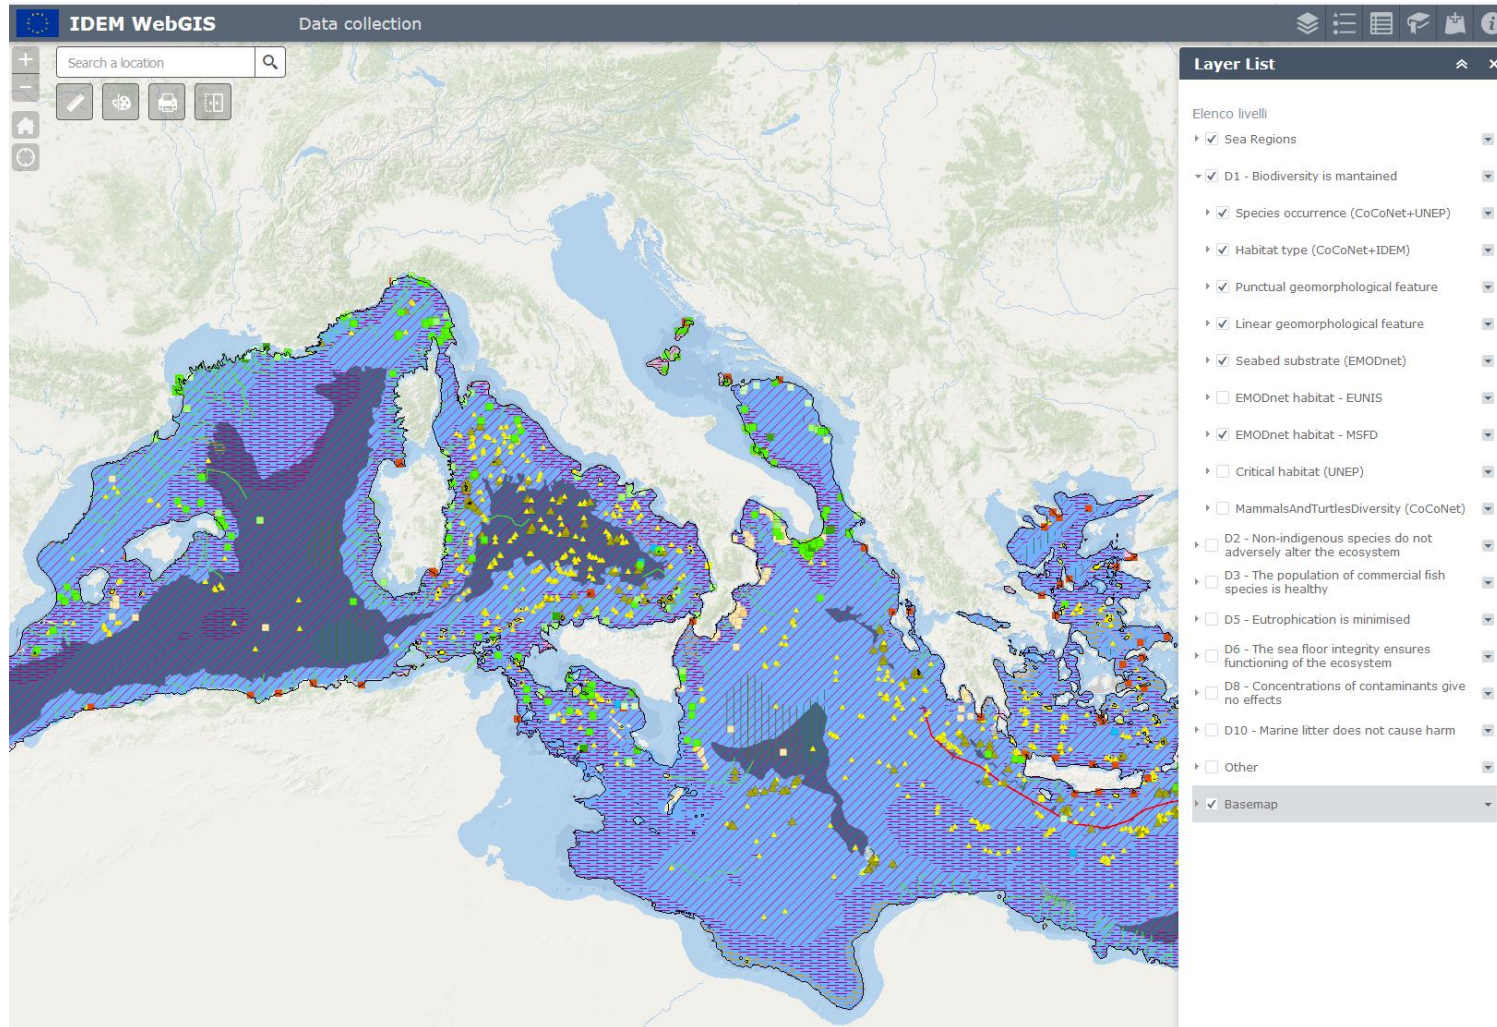 IDEM WebGIS
Data collection
Search a location
Layer List
Elenco livelli
Sea Regions
D1 - Biodiversity is mantained
Species occurrence (CoCoNet+UNEP)
Habitat type (CoCoNet+IDEM)
Punctual geomorphological feature
Linear geomorphological feature
Seabed substrate (EMODnet)
EMODnet habitat - EUNIS
EMODnet habitat - MSFD
Critical habitat (UNEP)
MammalsAndTurtlesDiversity (CoCoNet)
D2 - Non-indigenous species do not
adversely alter the ecosystem
D3 - The population of commercial fish
species is healthy
D5 - Eutrophication is minimised
D6 - The sea floor integrity ensures
functioning of the ecosystem
D8 - Concentrations of contaminants give
no effects
D10 - Marine litter does not cause harm
Other
Basemap